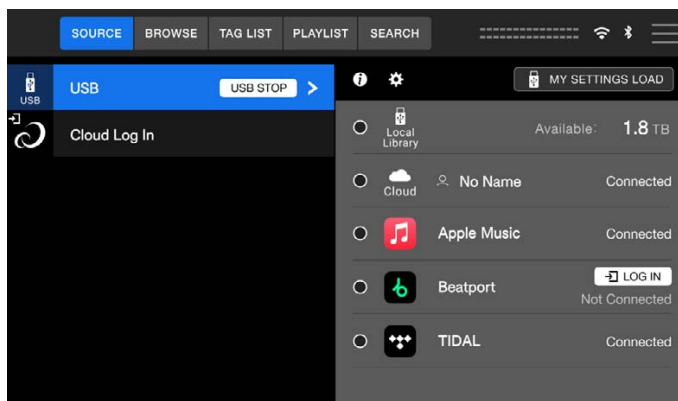 SOURCE BROWSE TAG LIST PLAYLIST SEARCH
USB
USB USB STOP
Cloud Log In
MY SETTINGS LOAD
Local
Library
Available: 1.8 TB
Cloud No Name Connected
Apple Music Connected
Beatport LOG IN
Not Connected
TIDAL Connected